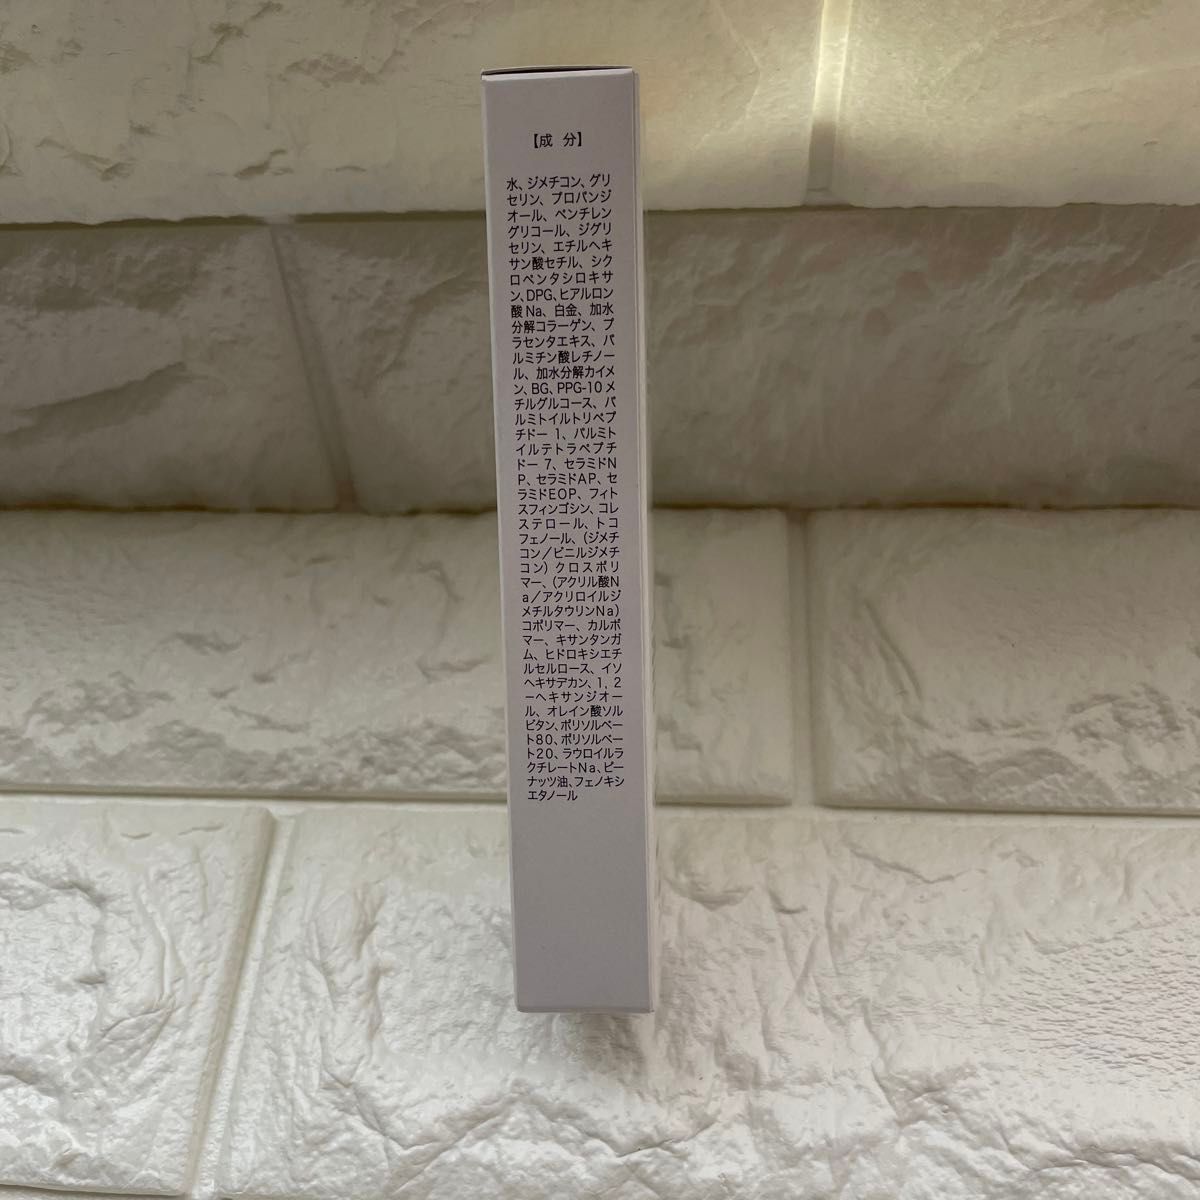 【成 分】
水、ジメチコン、グリ
セリン、プロパンジ
オール、ペンチレン
グリコール、ジグリ
セリン、エチルヘキ
サン酸セチル、シク
ロペンタシロキサ
ン、DPG、ヒアルロン
酸Na、白金、加水
分解コラーゲン、プ
ラセンタエキス、パ
ルミチン酸レチノー
ル、加水分解カイメ
ン、BG、PPG-10メ
チルグルコース、パ
ルミトイルトリペプ
チドー1、パルミト
イルテトラペプチ
ドー7、セラミドN
P、セラミドAP、セ
ラミドEOP、フィト
スフィンゴシン、コレ
ステロール、トコ
フェノール、(ジメチ
コン/ビニルジメチ
コン)クロスポリ
マー、(アクリル酸N
a/アクリロイルジ
メチルタウリンNa)
コポリマー、カルボ
マー、キサンタンガ
ム、ヒドロキシエチ
ルセルロース、イソ
ヘキサデカン、1, 2
-ヘキサンジオー
ル、オレイン酸ソル
ビタン、ポリソルベー
ト80、ポリソルベー
ト20、ラウロイルラ
クチレートNa、ピー
ナッツ油、フェノキシ
エタノール